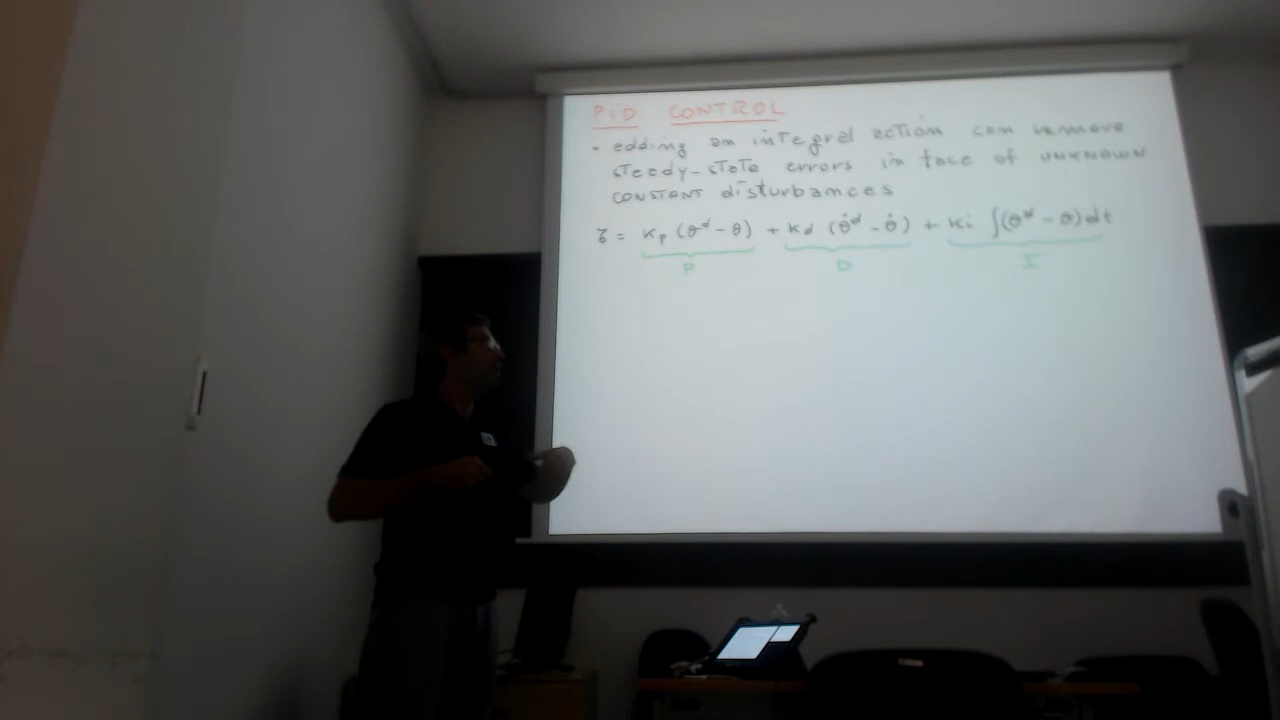 PID CONTROL
• adding an integral action can remove
steady-state errors in face of UNKNOWN
CONSTANT disturbances
τ = Kp (θᵈ - θ) + Kd (θ̇ᵈ - θ̇) + Ki ∫(θᵈ - θ) dt
P D I